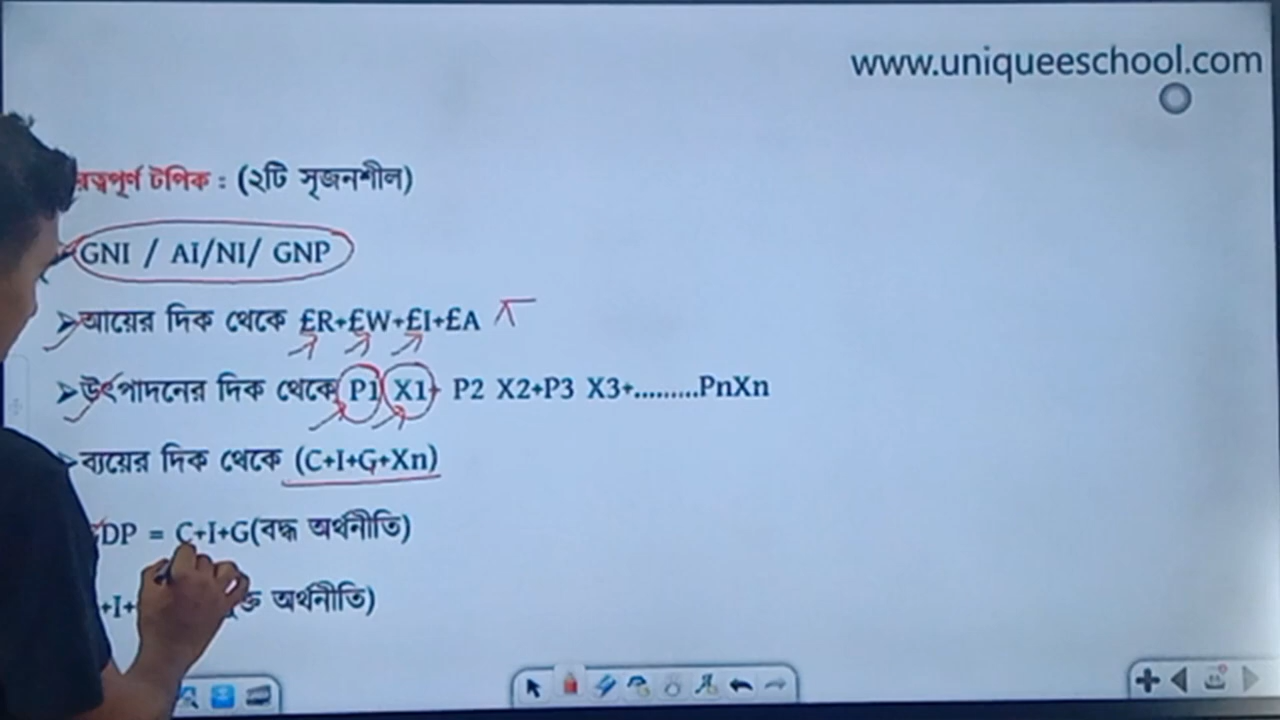 www.uniqueeschool.com
টপিক : (২টি সৃজনশীল)
GNI / AI/NI/ GNP
আয়ের দিক থেকে £R+£W+£I+£A
উৎপাদনের দিক থেকে P1 X1+ P2 X2+P3 X3+.........PnXn
ব্যয়ের দিক থেকে (C+I+G+Xn)
DP = C+I+G(বদ্ধ অর্থনীতি)
+I+ অর্থনীতি)